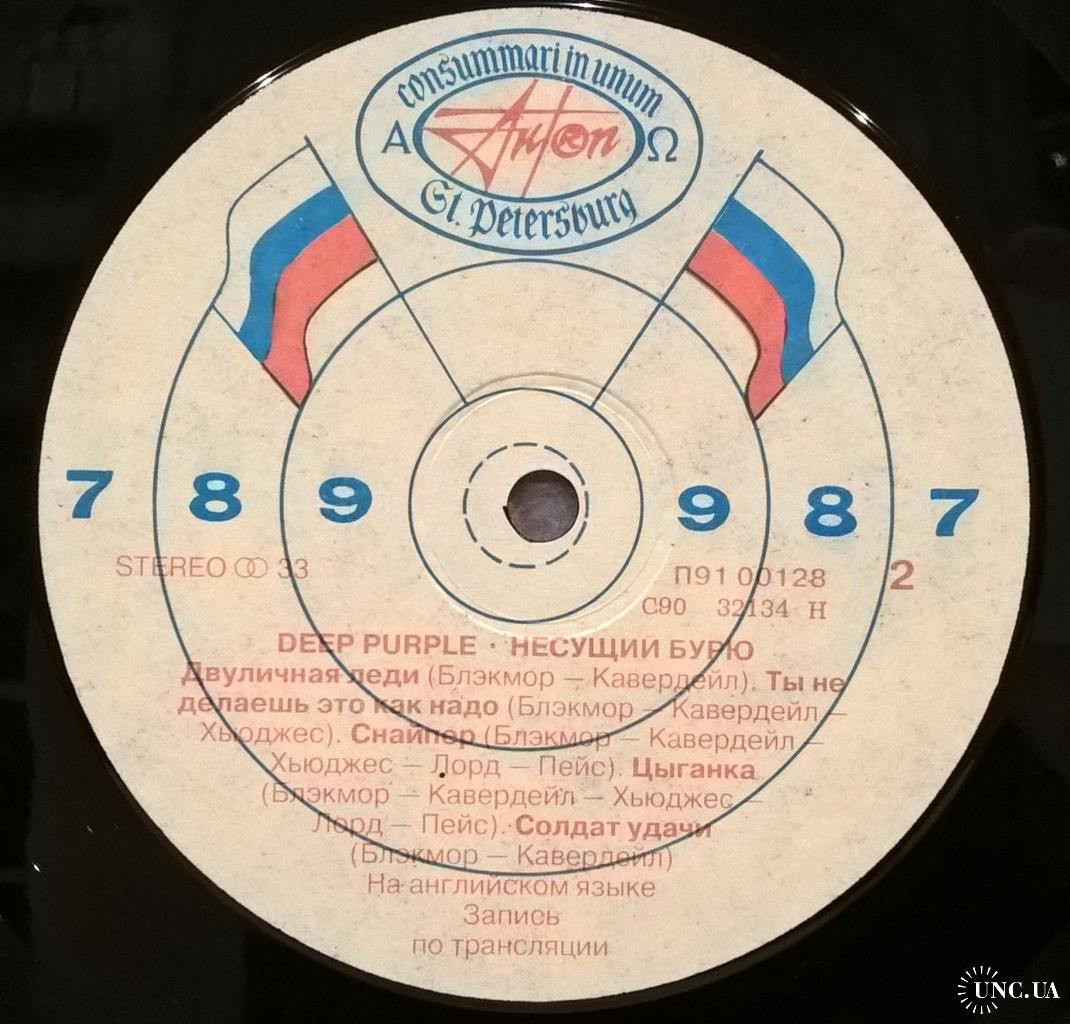 consummari in unum
Α Антоп Ω
St. Petersburg
7 8 9 9 8 7
STEREO 33 П91 00128 2
С90 32134 Н
DEEP PURPLE · НЕСУЩИЙ БУРЮ
Двуличная леди (Блэкмор — Кавердейл). Ты не
делаешь это как надо (Блэкмор — Кавердейл —
Хьюджес). Снайпер (Блэкмор — Кавердейл —
Хьюджес — Лорд — Пейс). Цыганка
(Блэкмор — Кавердейл — Хьюджес —
Лорд — Пейс). Солдат удачи
(Блэкмор — Кавердейл)
На английском языке
Запись
по трансляции
UNC.UA